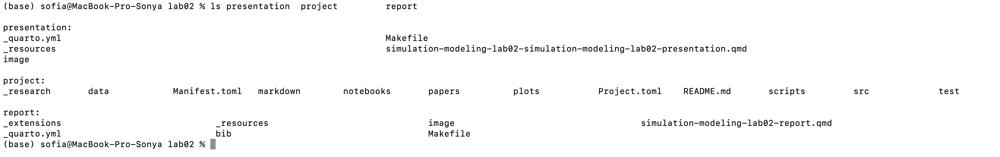 (base) sofia@MacBook-Pro-Sonya lab02 % ls presentation  project         report
presentation:
_quarto.yml                                                              Makefile
_resources                                                               simulation-modeling-lab02-simulation-modeling-lab02-presentation.qmd
image
project:
_research       data            Manifest.toml   markdown        notebooks       papers          plots           Project.toml    README.md       scripts         src             test
report:
_extensions                             _resources                              image                                   simulation-modeling-lab02-report.qmd
_quarto.yml                             bib                                     Makefile
(base) sofia@MacBook-Pro-Sonya lab02 %